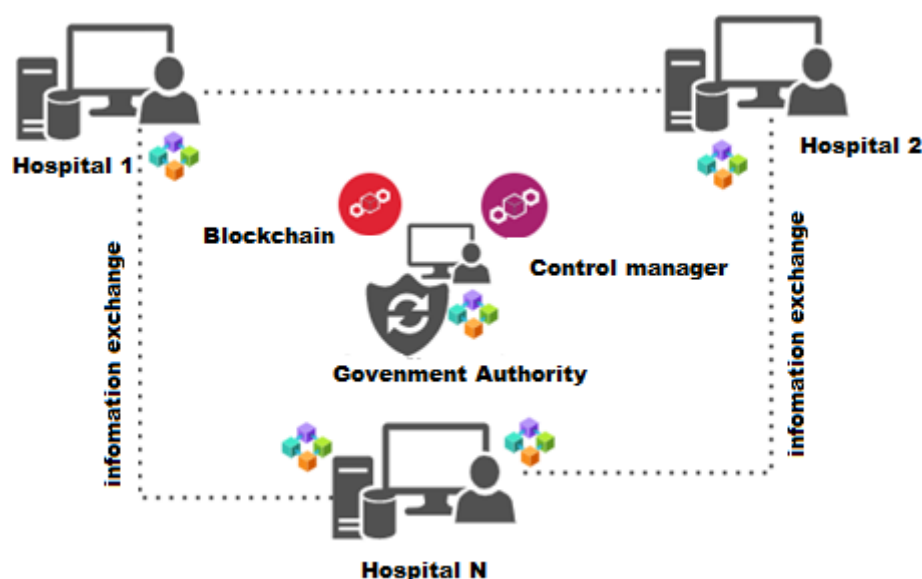 Hospital 1
Hospital 2
Blockchain
Control manager
infomation exchange
infomation exchange
Govenment Authority
Hospital N